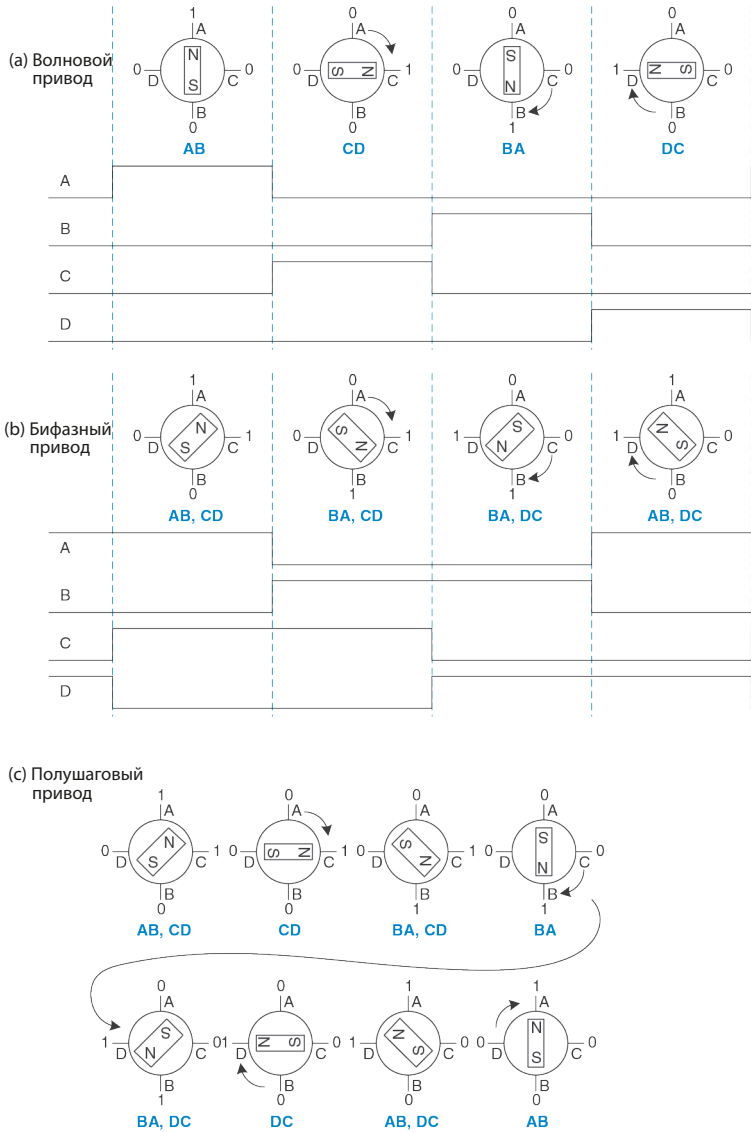 1 0 0 0
A A A A
(a) Волновой
привод
N S S N S N N S
0 D C 0 0 D C 1 0 D C 0 1 D C 0
B B B B
0 0 1 0
AB CD BA DC
A
B
C
D
1 0 0 1
A A A A
(b) Бифазный
привод
N S S N S N N S
0 D C 1 0 D C 1 1 D C 0 1 D C 0
B B B B
0 1 1 0
AB, CD BA, CD BA, DC AB, DC
A
B
C
D
(c) Полушаговый
привод
1 0 0 0
A A A A
N S S N S N S N
0 D C 1 0 D C 1 0 D C 1 0 D C 0
B B B B
0 0 1 1
AB, CD CD BA, CD BA
0 0 1 1
A A A A
S N N S N S N S
1 D C 0 1 D C 0 1 D C 0 0 D C 0
B B B B
1 0 0 0
BA, DC DC AB, DC AB